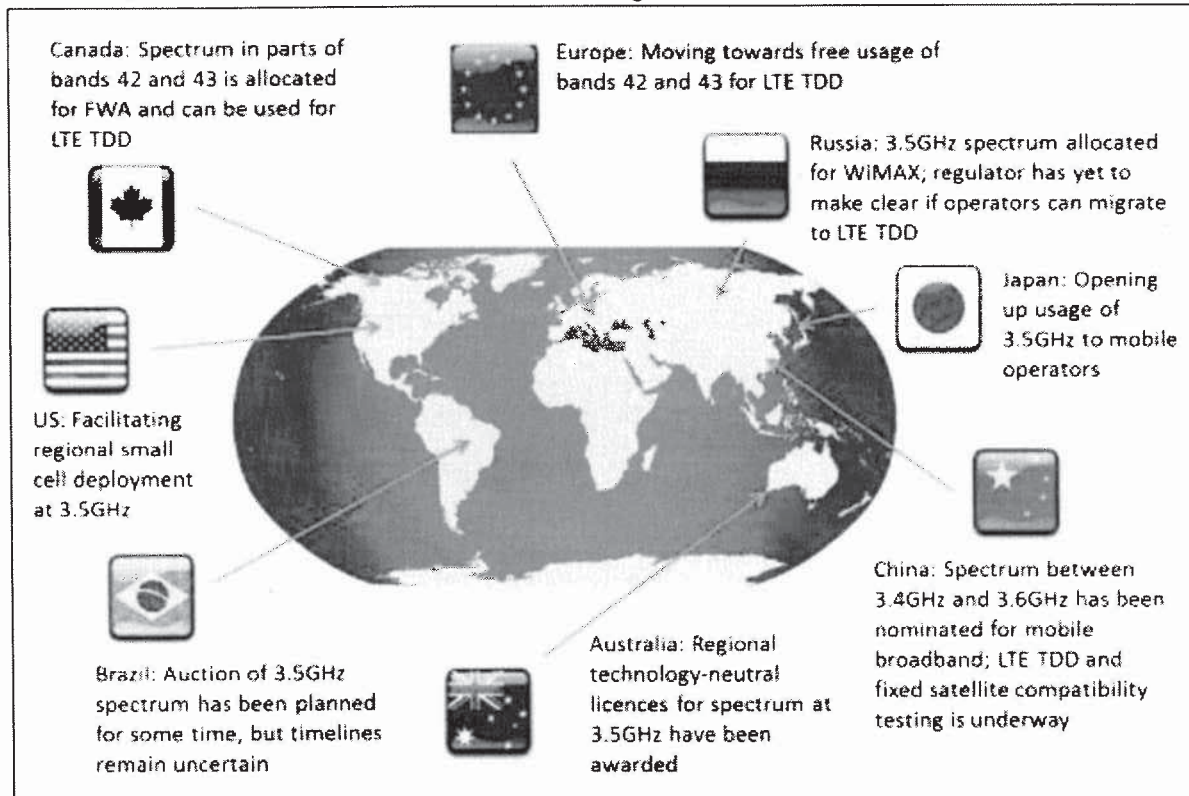 Canada: Spectrum in parts of
bands 42 and 43 is allocated
for FWA and can be used for
LTE TDD
Europe: Moving towards free usage of
bands 42 and 43 for LTE TDD
Russia: 3.5GHz spectrum allocated
for WiMAX; regulator has yet to
make clear if operators can migrate
to LTE TDD
Japan: Opening
up usage of
3.5GHz to mobile
operators
US: Facilitating
regional small
cell deployment
at 3.5GHz
Brazil: Auction of 3.5GHz
spectrum has been planned
for some time, but timelines
remain uncertain
Australia: Regional
technology-neutral
licences for spectrum at
3.5GHz have been
awarded
China: Spectrum between
3.4GHz and 3.6GHz has been
nominated for mobile
broadband; LTE TDD and
fixed satellite compatibility
testing is underway